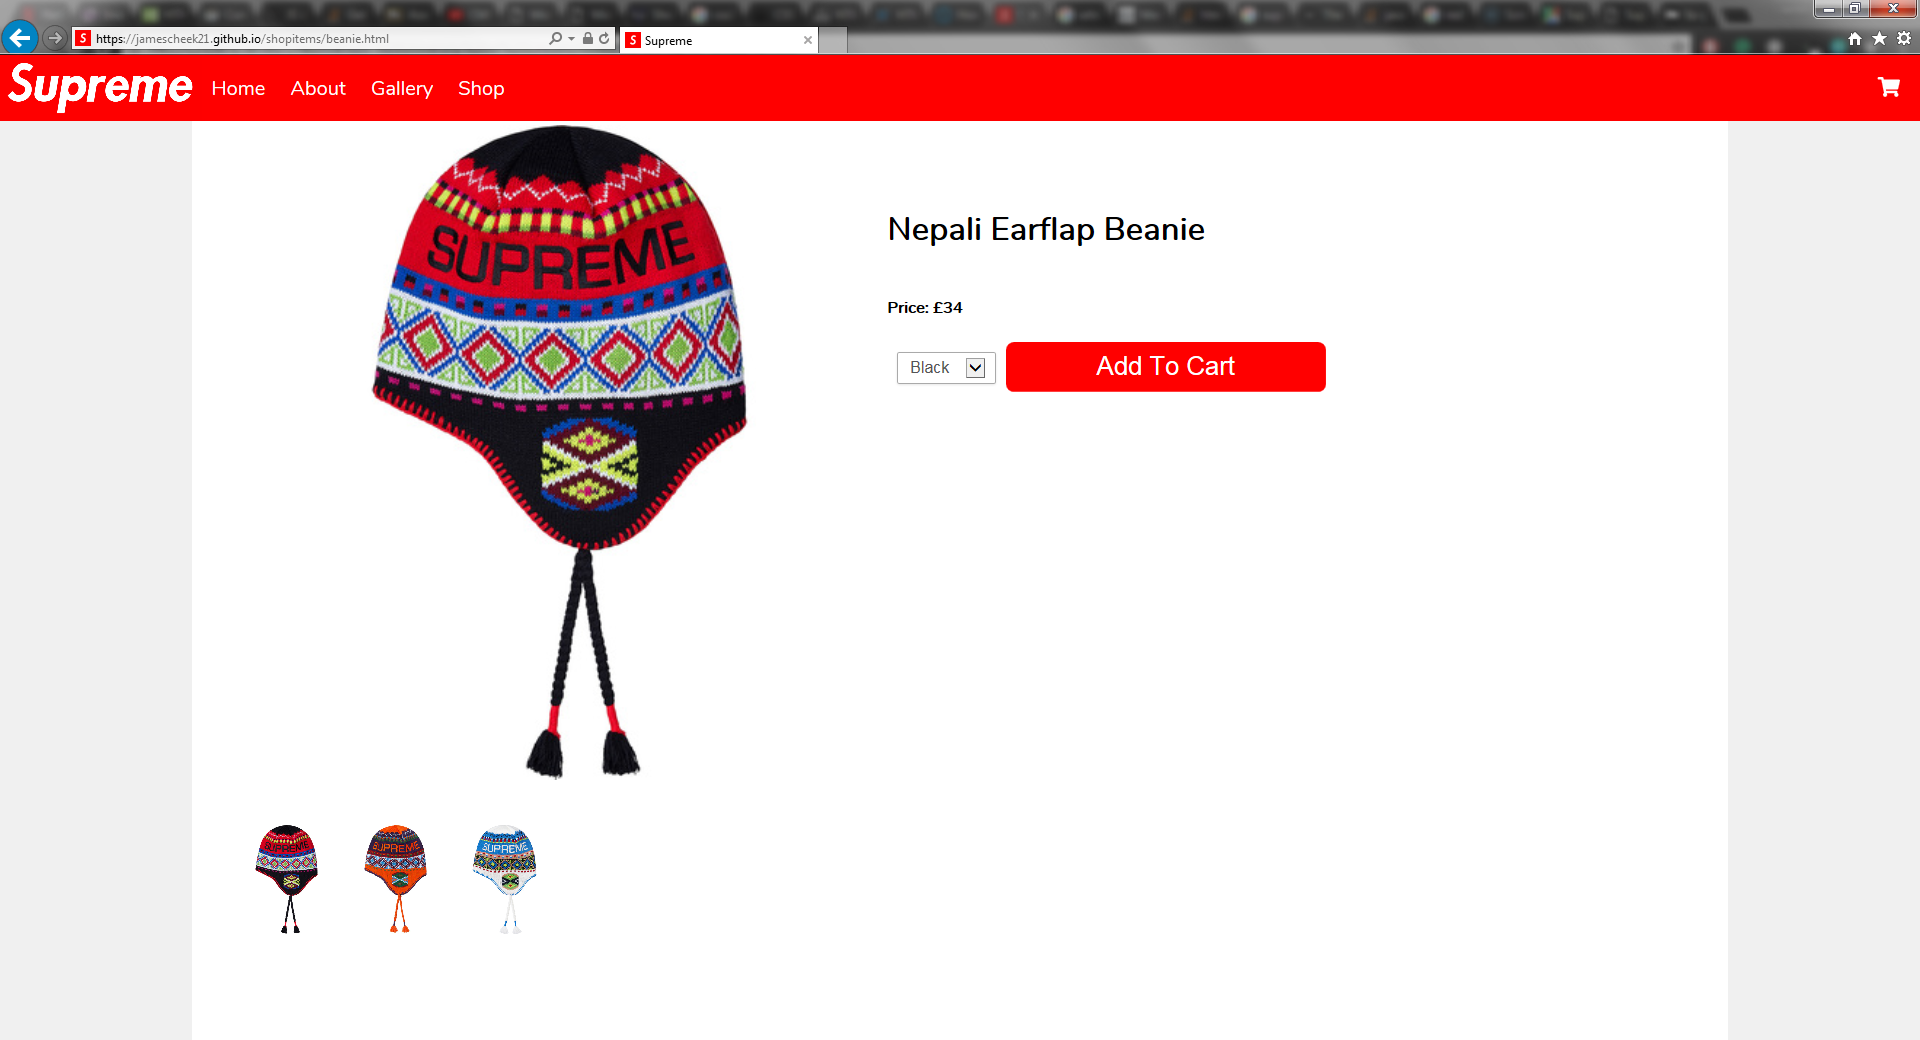 https://jamescheek21.github.io/shopitems/beanie.html
Supreme
Supreme
Home
About
Gallery
Shop
SUPREME
Nepali Earflap Beanie
Price: £34
Black
Add To Cart
SUPREME
SUPREME
SUPREME